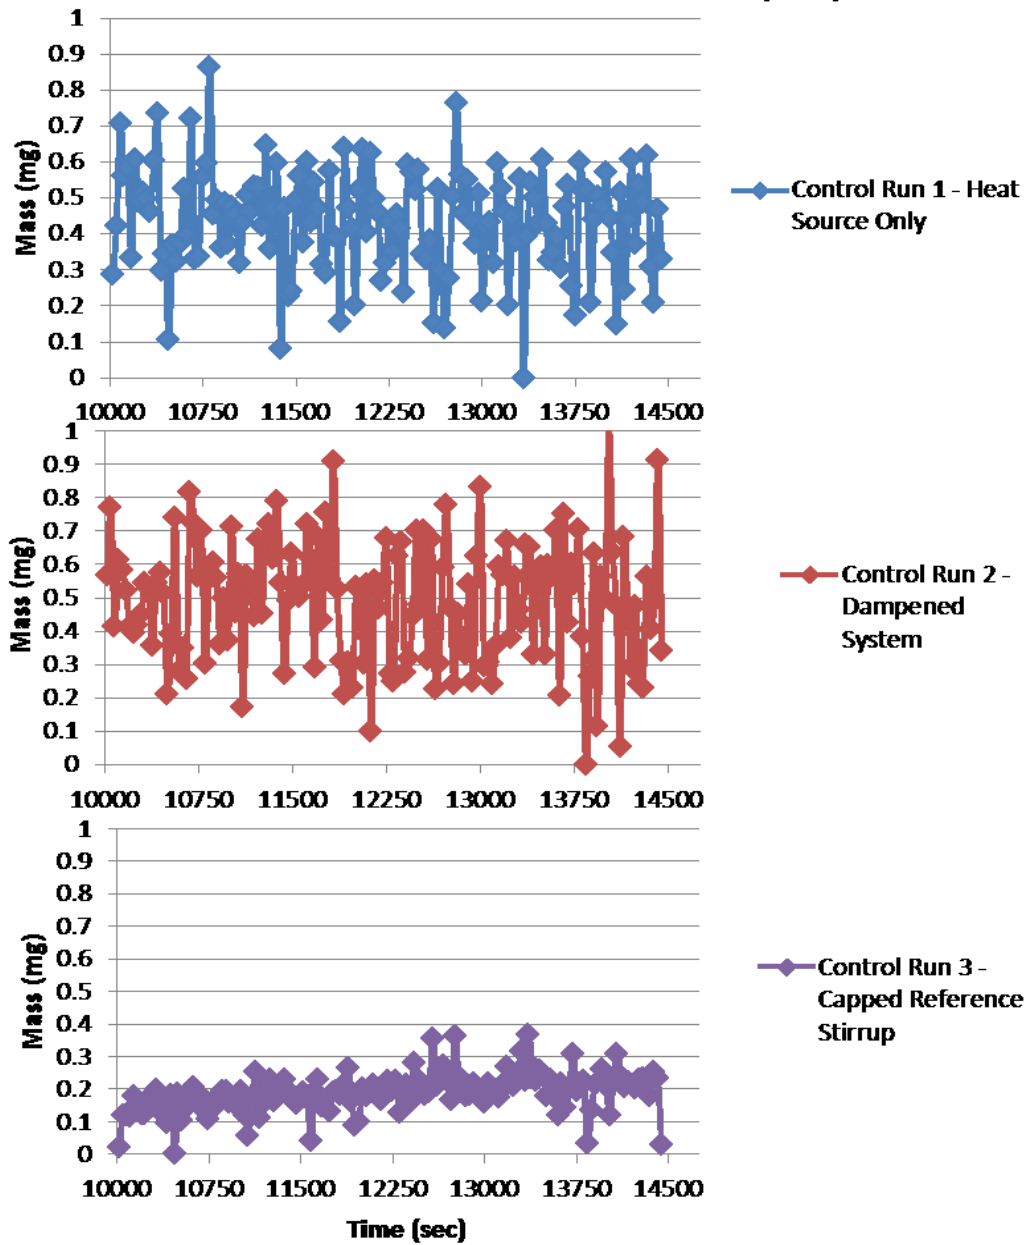 1
0.9
0.8
0.7
0.6
0.5
0.4
0.3
0.2
0.1
0
Mass (mg)
10000 10750 11500 12250 13000 13750 14500
Control Run 1 - Heat
Source Only
1
0.9
0.8
0.7
0.6
0.5
0.4
0.3
0.2
0.1
0
Mass (mg)
10000 10750 11500 12250 13000 13750 14500
Control Run 2 -
Dampened
System
1
0.9
0.8
0.7
0.6
0.5
0.4
0.3
0.2
0.1
0
Mass (mg)
10000 10750 11500 12250 13000 13750 14500
Time (sec)
Control Run 3 -
Capped Reference
Stirrup